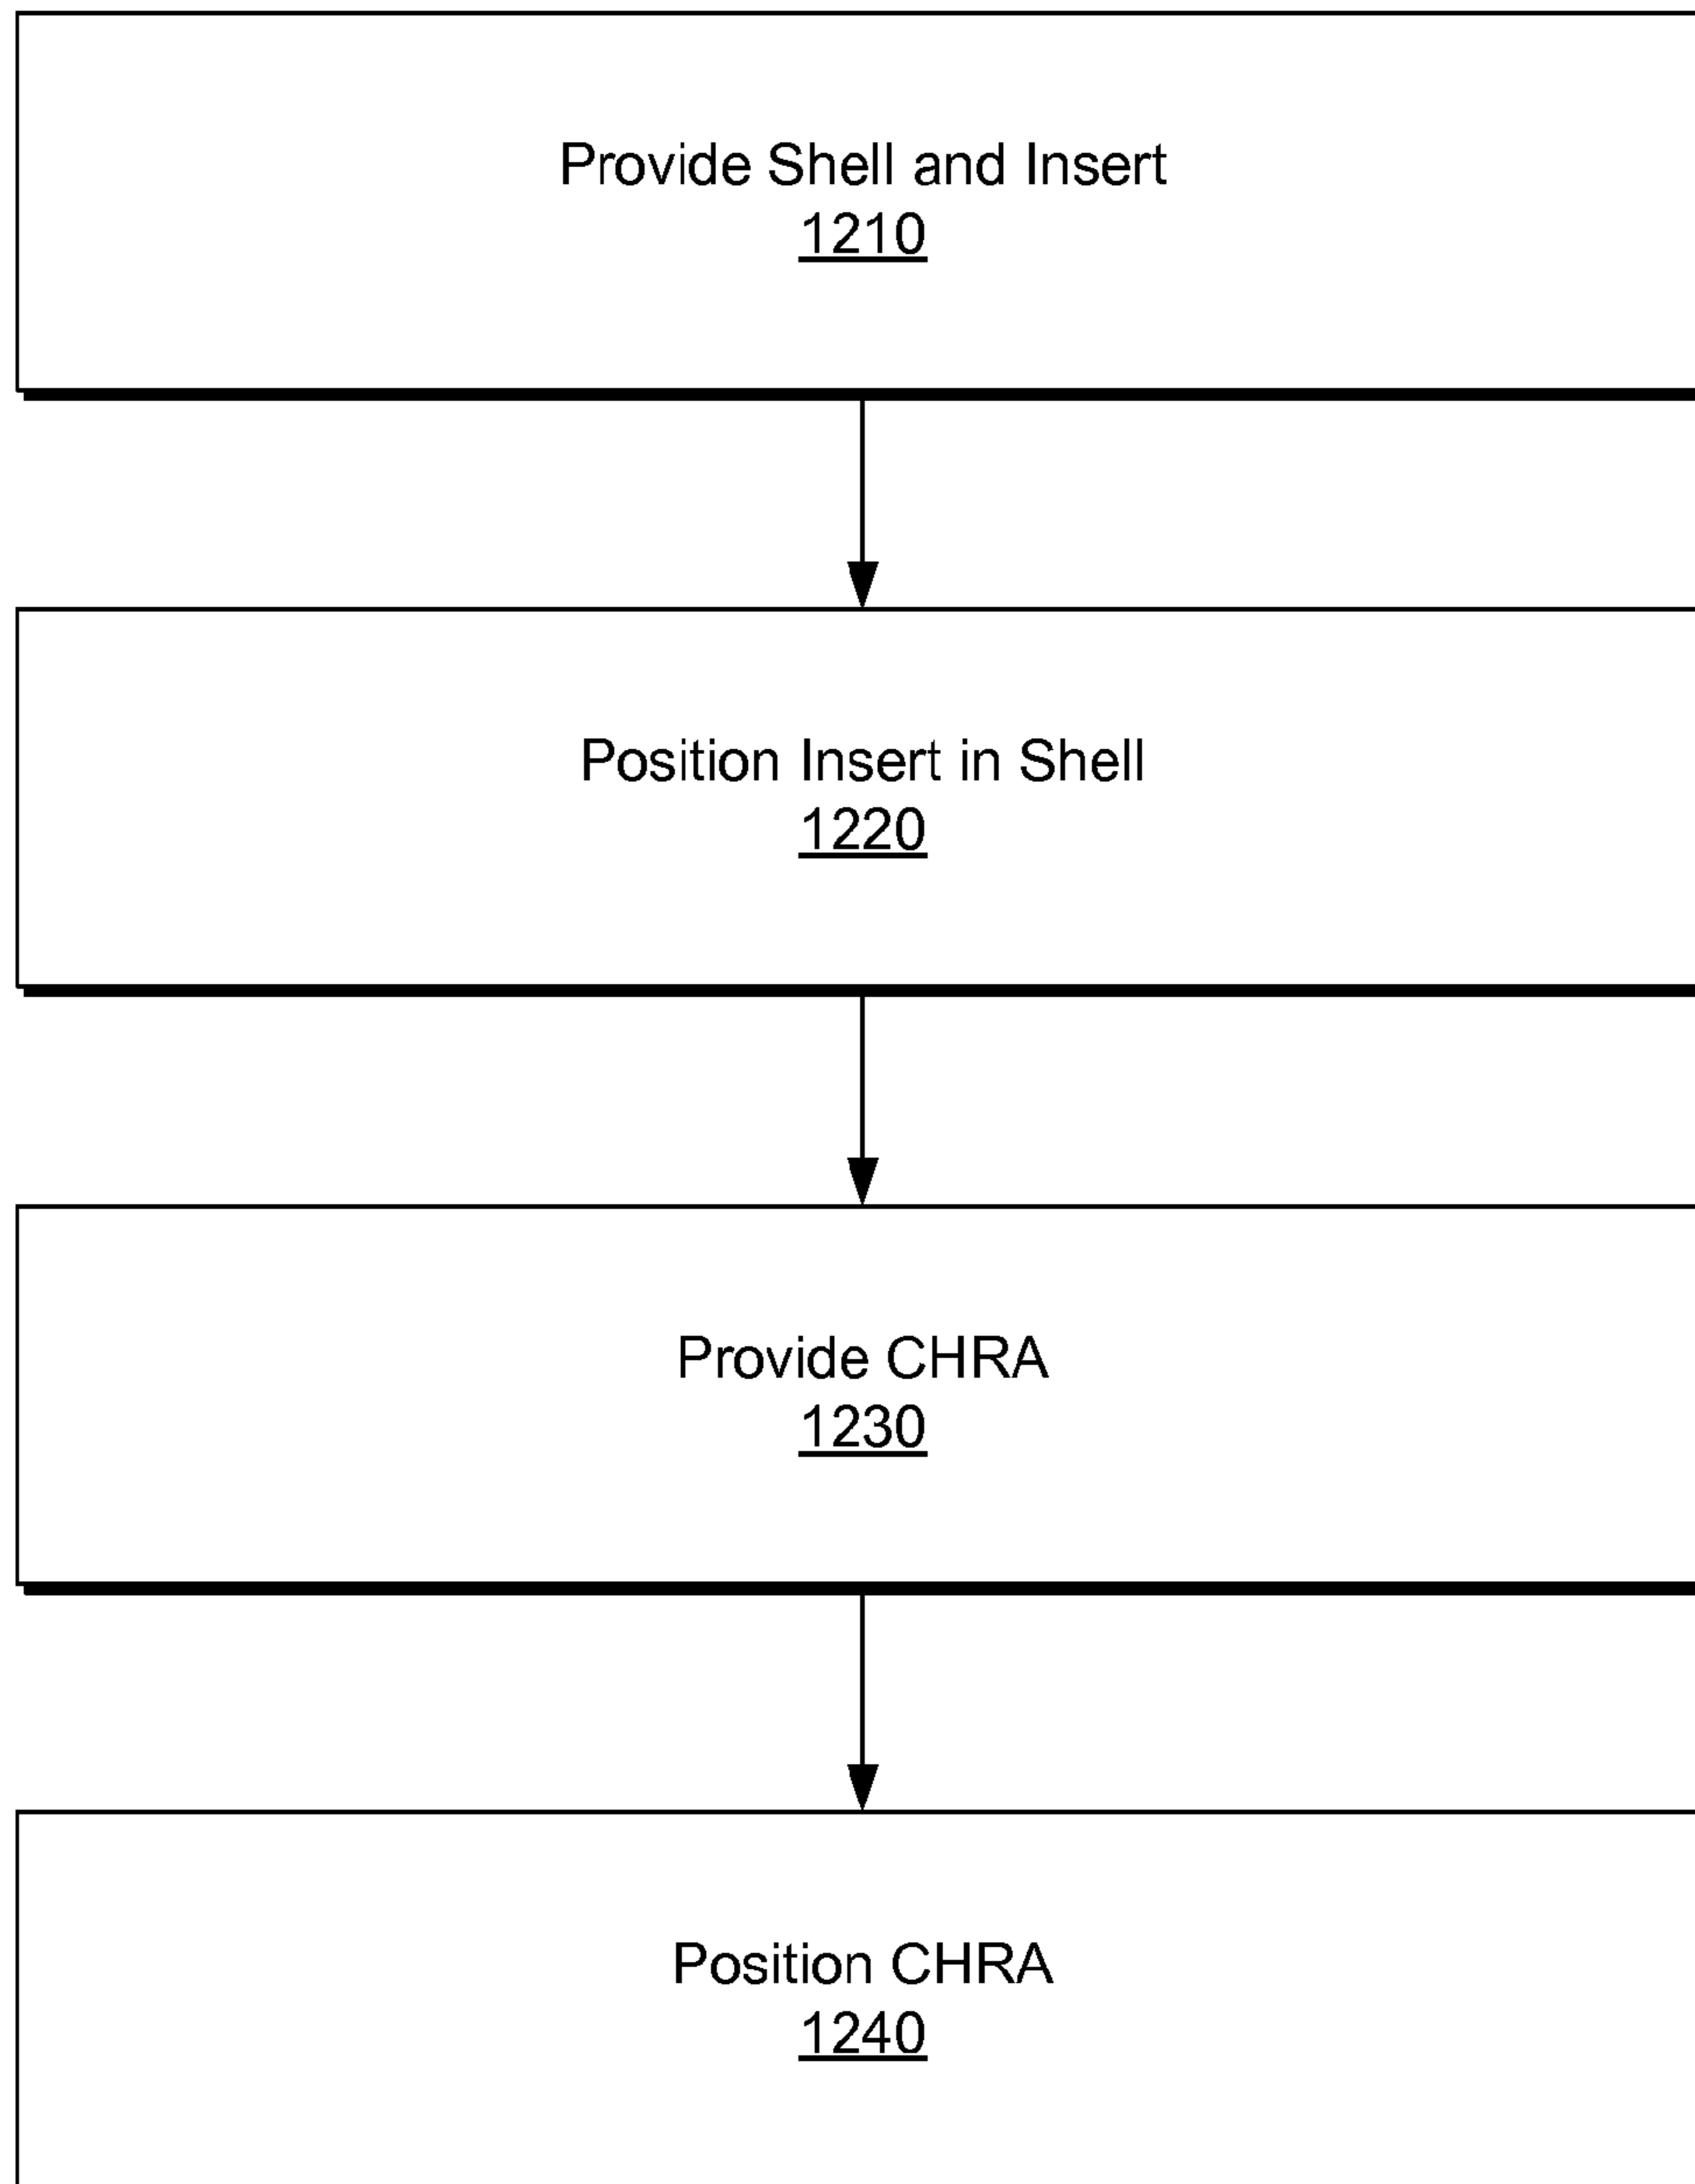 Provide Shell and Insert
1210
Position Insert in Shell
1220
Provide CHRA
1230
Position CHRA
1240